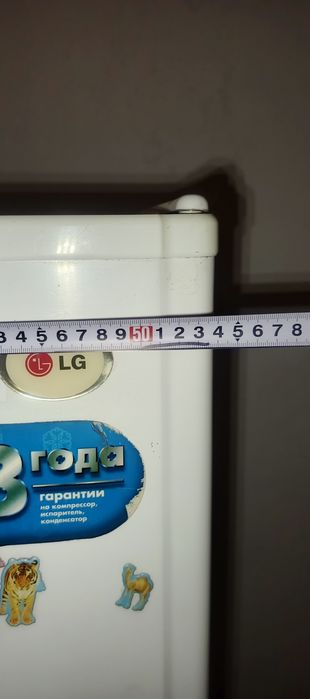 3 4 5 6 7 8 9 50 1 2 3 4 5 6 7 8
LG
3 года
гарантии
на компрессор,
испаритель,
конденсатор